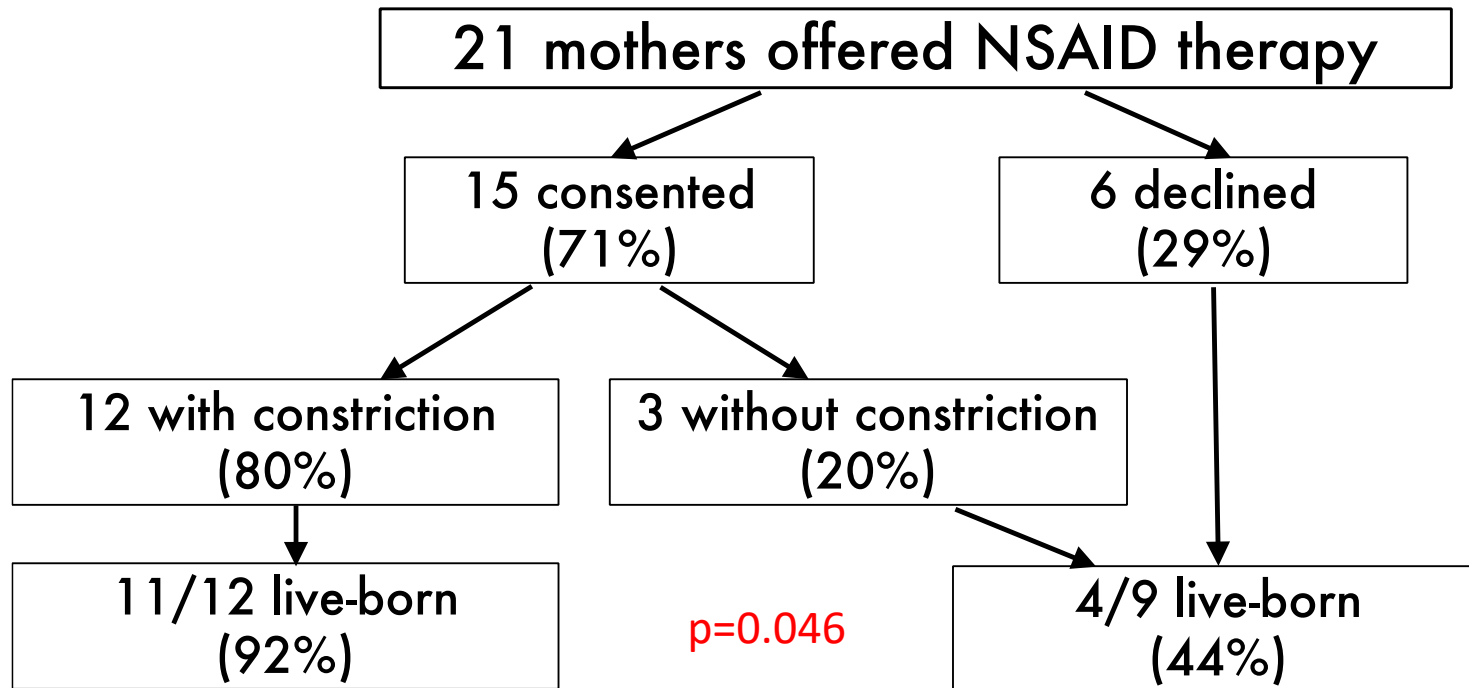 21 mothers offered NSAID therapy
15 consented
(71%)
6 declined
(29%)
12 with constriction
(80%)
3 without constriction
(20%)
11/12 live-born
(92%)
p=0.046
4/9 live-born
(44%)